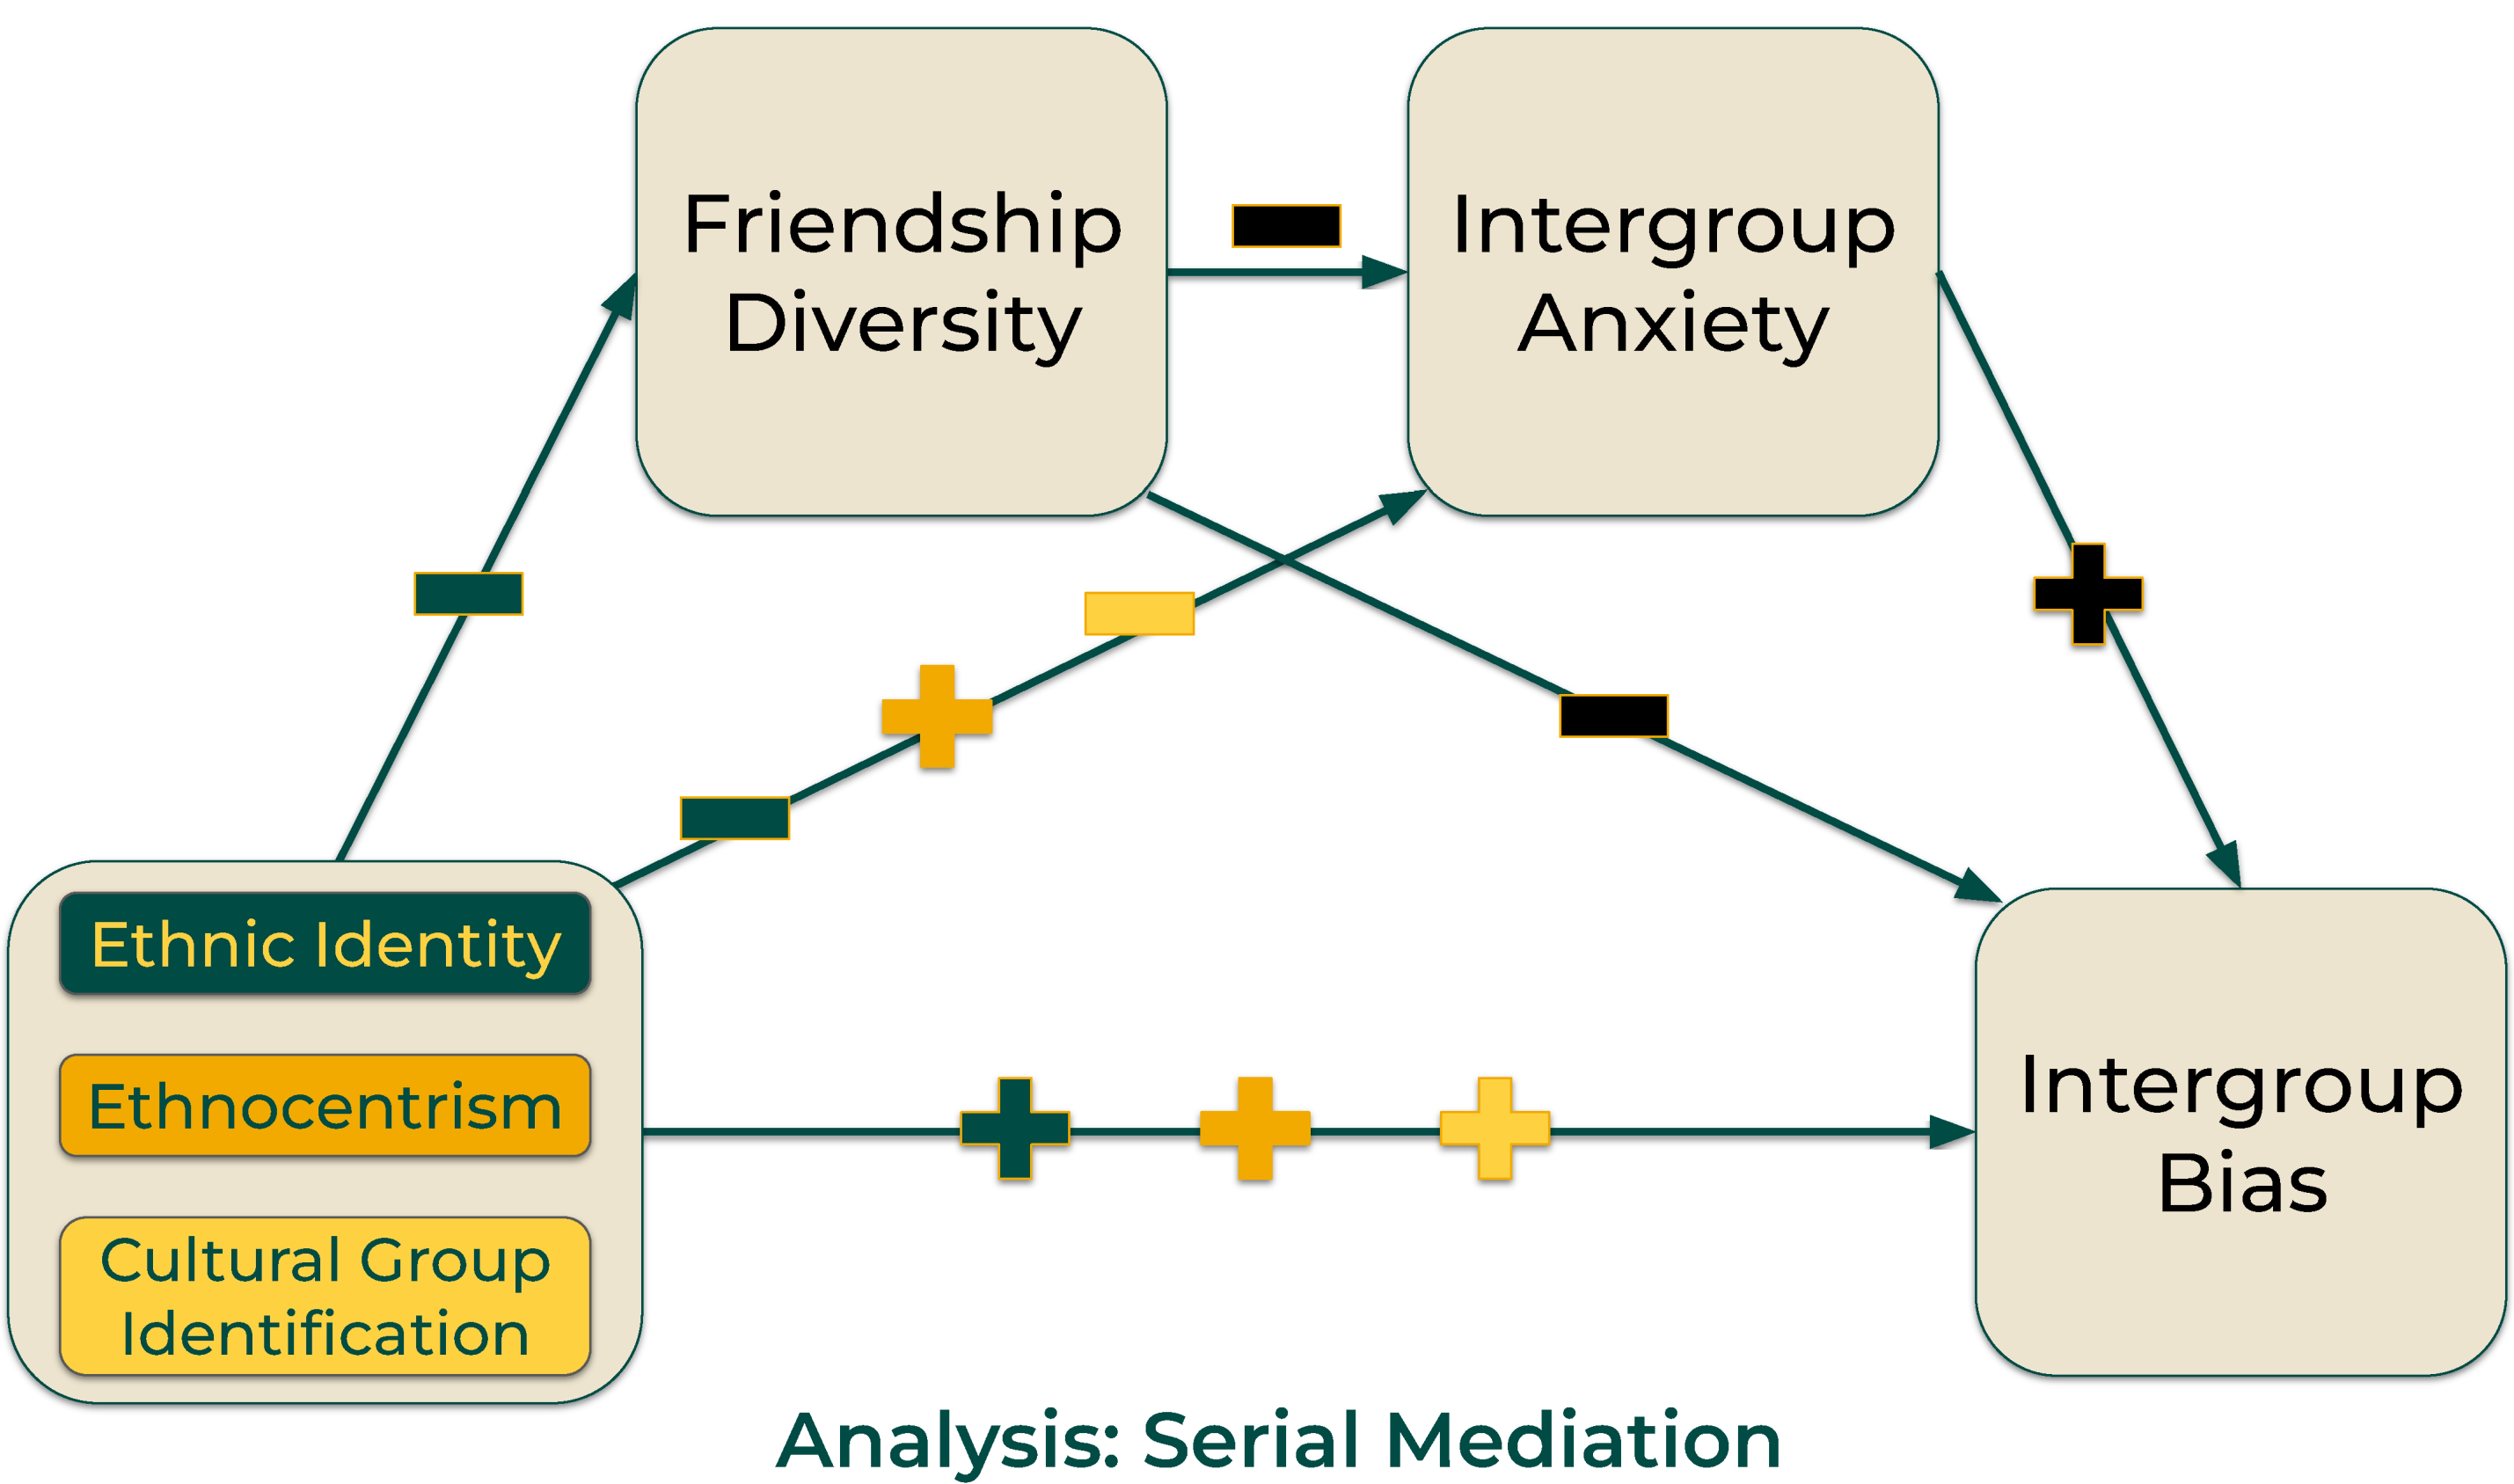 Friendship
Diversity
Intergroup
Anxiety
Ethnic Identity
Ethnocentrism
Cultural Group
Identification
Intergroup
Bias
Analysis: Serial Mediation